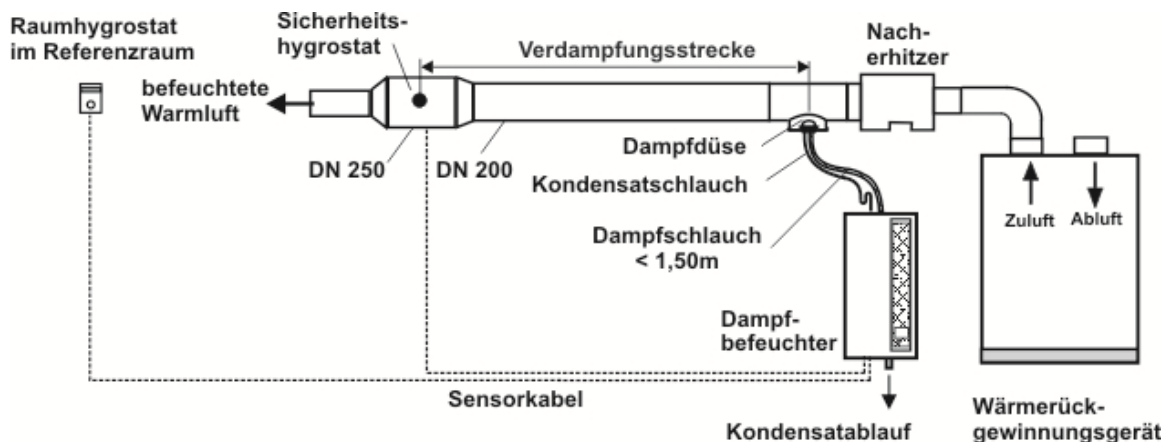 Raumhygrostat
im Referenzraum
Sicherheits-
hygrostat
befeuchtete
Warmluft
Verdampfungsstrecke
Nach-
erhitzer
DN 250
DN 200
Dampfdüse
Kondensatschlauch
Dampfschlauch
< 1,50m
Zuluft
Abluft
Dampf-
befeuchter
Sensorkabel
Kondensatablauf
Wärmerück-
gewinnungsgerät